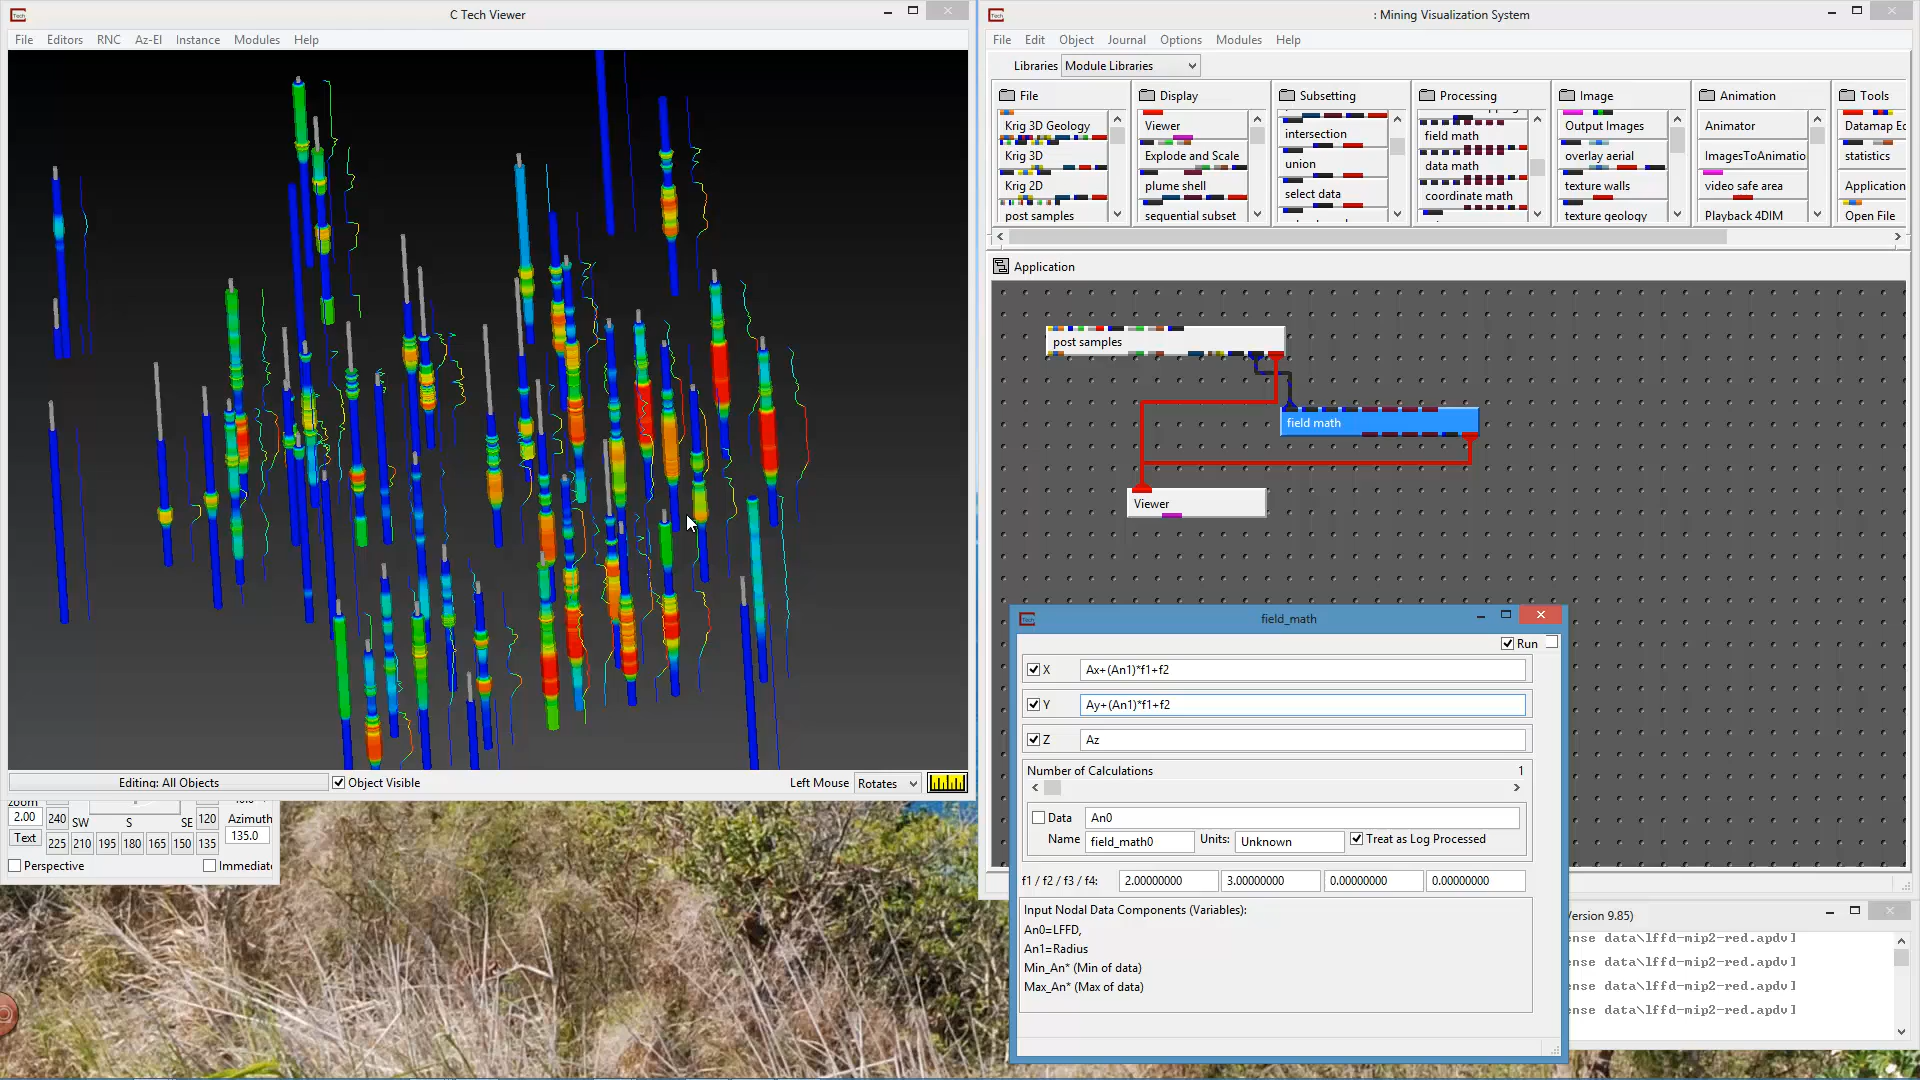 C Tech Viewer
File Editors RNC Az-El Instance Modules Help
Editing: All Objects
Object Visible
Left Mouse Rotates
zoom
2.00
Text
240 SW S SE 120 Azimuth
225 210 195 180 165 150 135 135.0
Perspective
Immediate
: Mining Visualization System
File Edit Object Journal Options Modules Help
Libraries Module Libraries
File
Krig 3D Geology
Krig 3D
Krig 2D
post samples
Display
Viewer
Explode and Scale
plume shell
sequential subset
Subsetting
intersection
union
select data
Processing
field math
data math
coordinate math
Image
Output Images
overlay aerial
texture walls
texture geology
Animation
Animator
ImagesToAnimatio
video safe area
Playback 4DIM
Tools
Datamap Ec
statistics
Application
Open File
Application
post samples
field math
Viewer
field_math
Run
X Ax+(An1)*f1+f2
Y Ay+(An1)*f1+f2
Z Az
Number of Calculations 1
Data An0
Name field_math0 Units: Unknown Treat as Log Processed
f1 / f2 / f3 / f4: 2.00000000 3.00000000 0.00000000 0.00000000
Input Nodal Data Components (Variables):
An0=LFFD,
An1=Radius
Min_An* (Min of data)
Max_An* (Max of data)
Version 9.85)
ense data\lffd-mip2-red.apdv]
ense data\lffd-mip2-red.apdv]
ense data\lffd-mip2-red.apdv]
ense data\lffd-mip2-red.apdv]